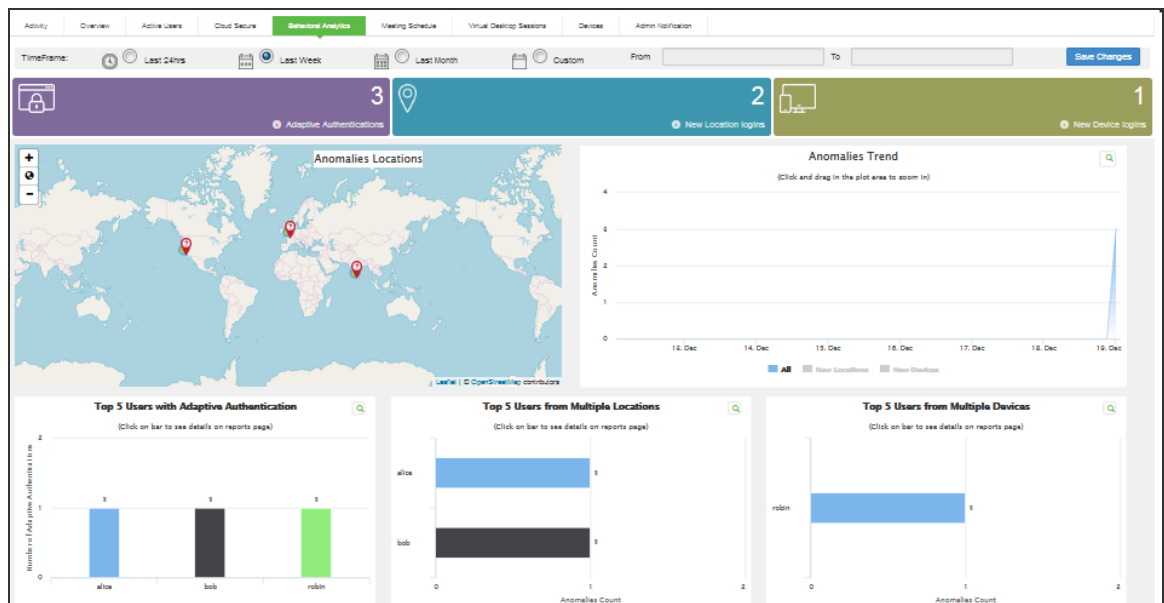 Activity Overview Active Users Cloud Secure Behavioral Analytics Meeting Schedule Virtual Desktop Sessions Devices Admin Notification
TimeFrame: Last 24hrs Last Week Last Month Custom From To Save Changes
3
Adaptive Authentications
2
New Location logins
1
New Device logins
+
-
Anomalies Locations
Leaflet | © OpenStreetMap contributors
Anomalies Trend
(Click and drag in the plot area to zoom in)
Anomalies Count
4
3
1
0
13. Dec 14. Dec 15. Dec 16. Dec 17. Dec 18. Dec 19. Dec
All New Locations New Devices
Top 5 Users with Adaptive Authentication
(Click on bar to see details on reports page)
Number of Adaptive Authentications
2
1
0
1 1 1
alice bob robin
Top 5 Users from Multiple Locations
(Click on bar to see details on reports page)
alice 1
bob 1
0 1 2
Anomalies Count
Top 5 Users from Multiple Devices
(Click on bar to see details on reports page)
robin 1
0 1 2
Anomalies Count